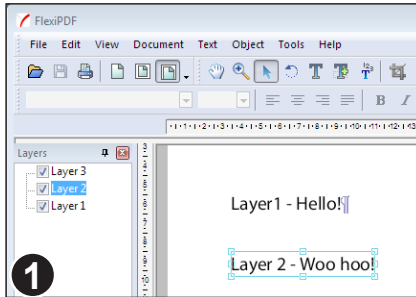 FlexiPDF
File Edit View Document Text Object Tools Help
B I
Layers
Layer 3
Layer 2
Layer 1
Layer1 - Hello!¶
Layer 2 - Woo hoo!
1